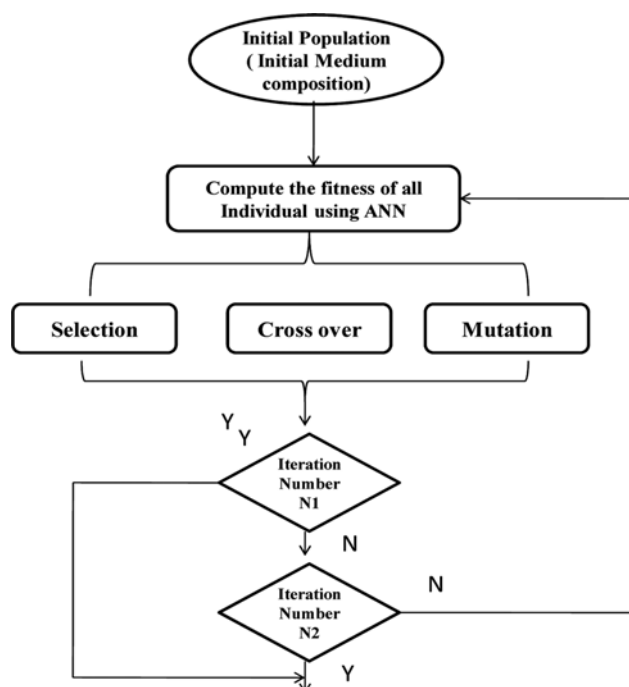 Initial Population
( Initial Medium
composition)
Compute the fitness of all
Individual using ANN
Selection
Cross over
Mutation
Y
Y
Iteration
Number
N1
N
Iteration
Number
N2
N
Y